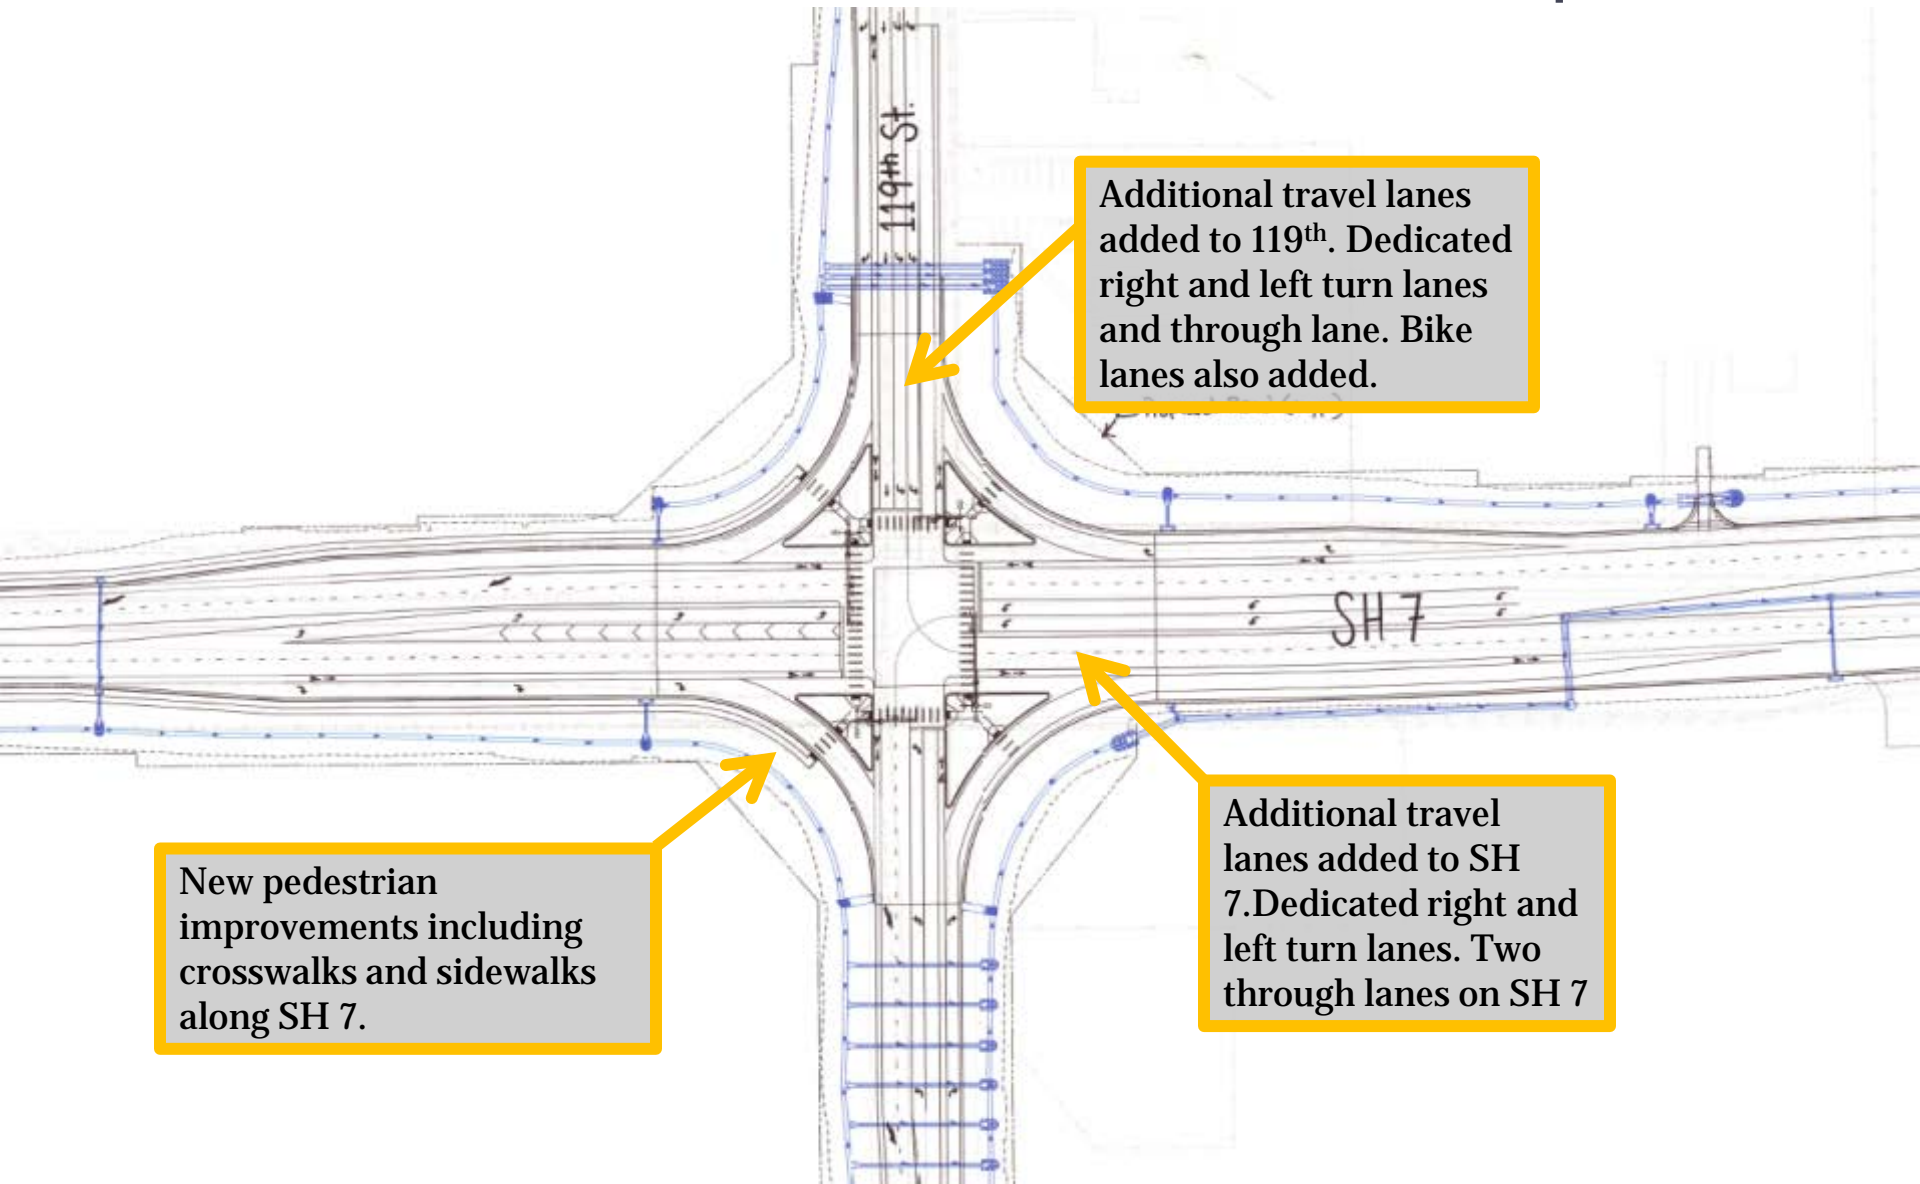 119th St.
Additional travel lanes
added to 119th. Dedicated
right and left turn lanes
and through lane. Bike
lanes also added.
SH 7
New pedestrian
improvements including
crosswalks and sidewalks
along SH 7.
Additional travel
lanes added to SH
7.Dedicated right and
left turn lanes. Two
through lanes on SH 7